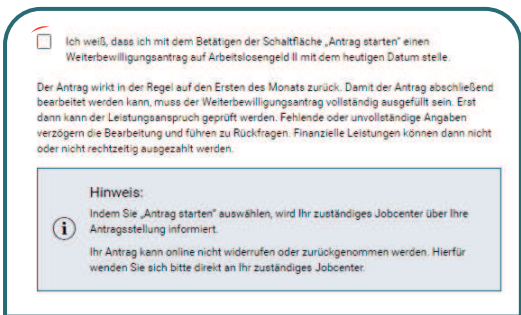 Ich weiß, dass ich mit dem Betätigen der Schaltfläche „Antrag starten" einen
Weiterbewilligungsantrag auf Arbeitslosengeld II mit dem heutigen Datum stelle.
Der Antrag wirkt in der Regel auf den Ersten des Monats zurück. Damit der Antrag abschließend
bearbeitet werden kann, muss der Weiterbewilligungsantrag vollständig ausgefüllt sein. Erst
dann kann der Leistungsanspruch geprüft werden. Fehlende oder unvollständige Angaben
verzögern die Bearbeitung und führen zu Rückfragen. Finanzielle Leistungen können dann nicht
oder nicht rechtzeitig ausgezahlt werden.
Hinweis:
Indem Sie „Antrag starten" auswählen, wird Ihr zuständiges Jobcenter über Ihre
Antragsstellung informiert.
Ihr Antrag kann online nicht widerrufen oder zurückgenommen werden. Hierfür
wenden Sie sich bitte direkt an Ihr zuständiges Jobcenter.